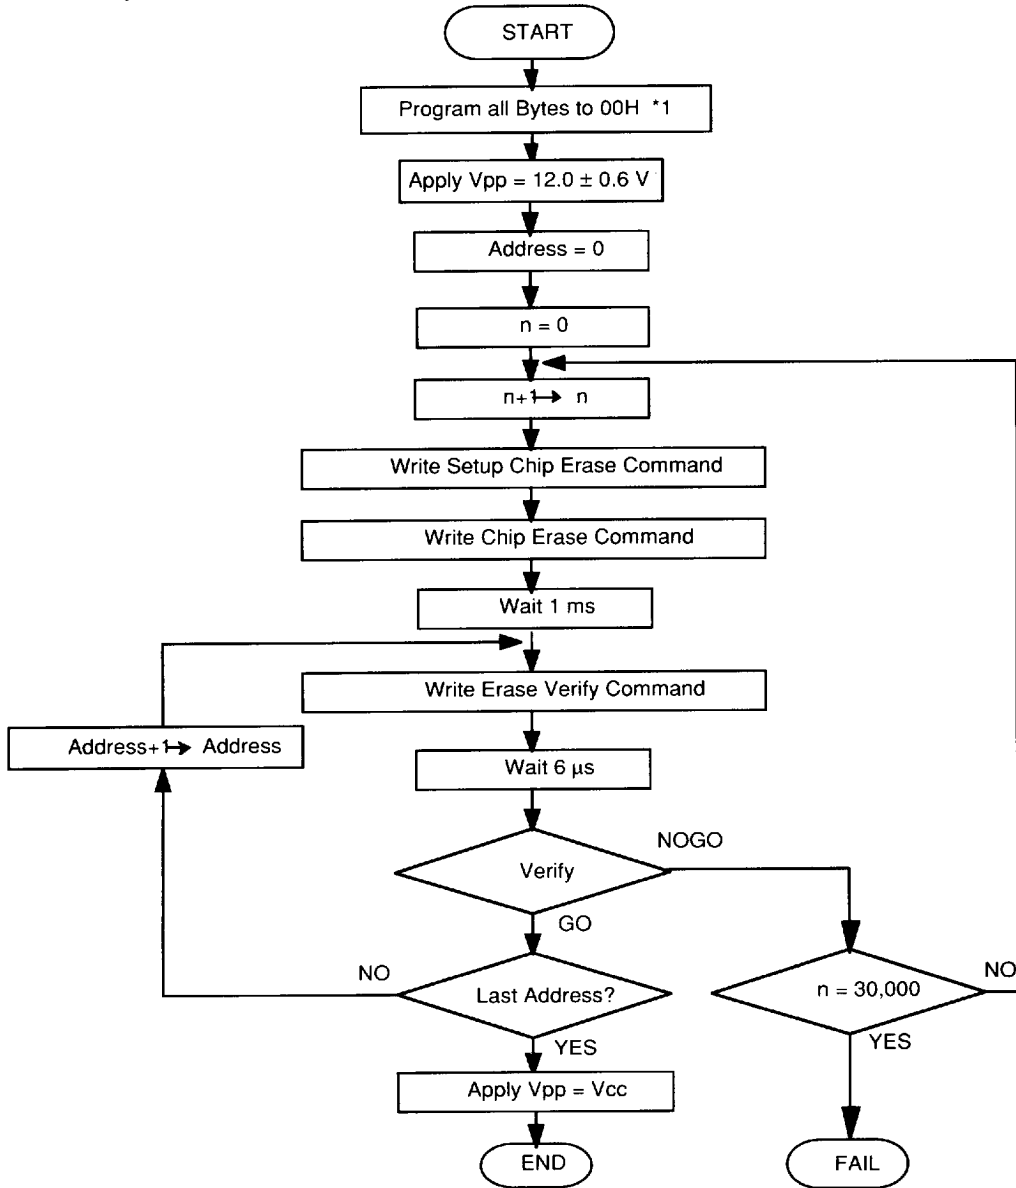 START
Program all Bytes to 00H *1
Apply Vpp = 12.0 ± 0.6 V
Address = 0
n = 0
n+1→ n
Write Setup Chip Erase Command
Write Chip Erase Command
Wait 1 ms
Write Erase Verify Command
Address+1→ Address
Wait 6 µs
NOGO
Verify
GO
NO
Last Address?
n = 30,000
NO
YES
YES
Apply Vpp = Vcc
END
FAIL